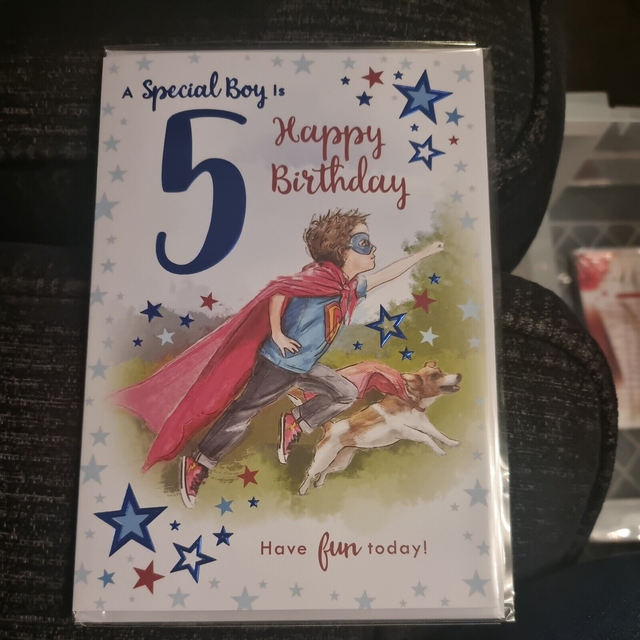 A Special Boy Is
5
Happy
Birthday
Have fun today!